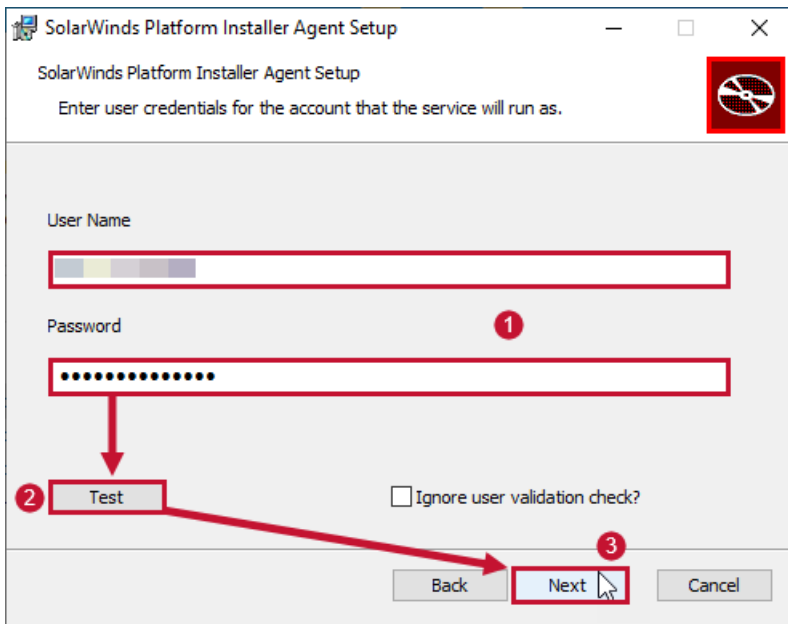 SolarWinds Platform Installer Agent Setup
SolarWinds Platform Installer Agent Setup
Enter user credentials for the account that the service will run as.
User Name
Password
1
••••••••••••••
2 Test
Ignore user validation check?
3
Back Next Cancel